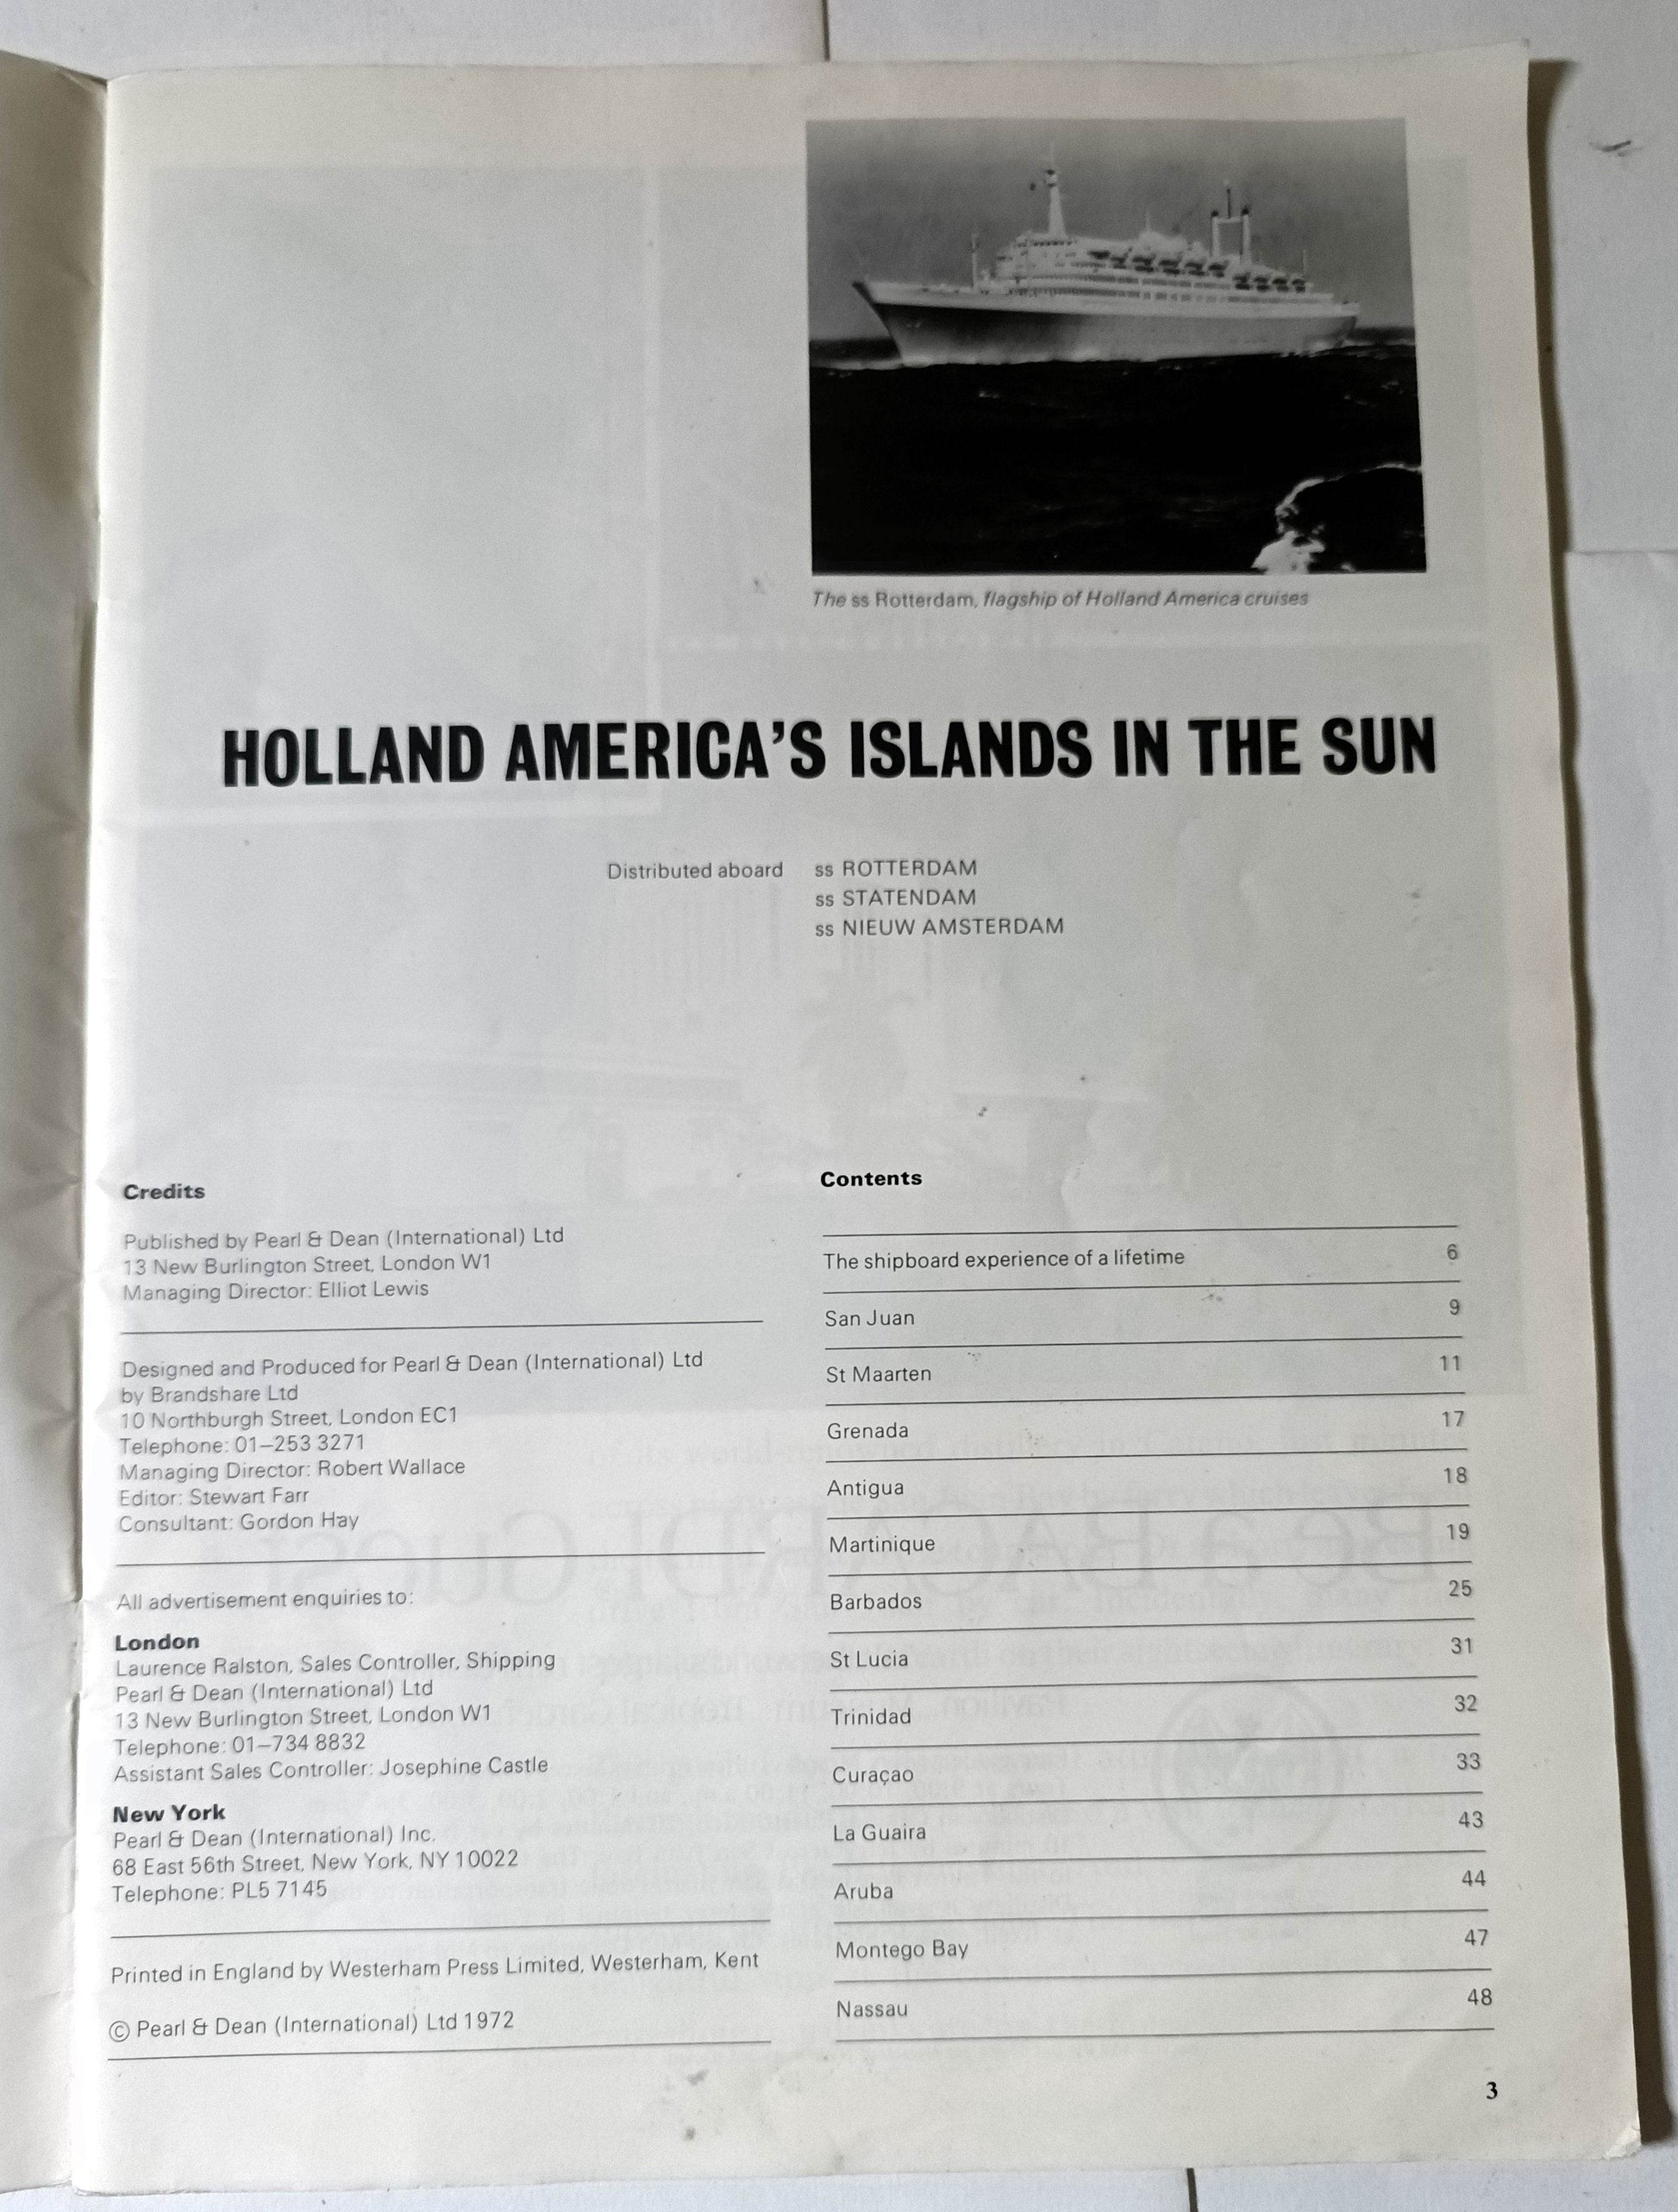 The ss Rotterdam, flagship of Holland America cruises
HOLLAND AMERICA'S ISLANDS IN THE SUN
Distributed aboard ss ROTTERDAM
ss STATENDAM
ss NIEUW AMSTERDAM
Credits
Published by Pearl & Dean (International) Ltd
13 New Burlington Street, London W1
Managing Director: Elliot Lewis
Designed and Produced for Pearl & Dean (International) Ltd
by Brandshare Ltd
10 Northburgh Street, London EC1
Telephone: 01–253 3271
Managing Director: Robert Wallace
Editor: Stewart Farr
Consultant: Gordon Hay
All advertisement enquiries to:
London
Laurence Ralston, Sales Controller, Shipping
Pearl & Dean (International) Ltd
13 New Burlington Street, London W1
Telephone: 01–734 8832
Assistant Sales Controller: Josephine Castle
New York
Pearl & Dean (International) Inc.
68 East 56th Street, New York, NY 10022
Telephone: PL5 7145
Printed in England by Westerham Press Limited, Westerham, Kent
© Pearl & Dean (International) Ltd 1972
Contents
The shipboard experience of a lifetime 6
San Juan 9
St Maarten 11
Grenada 17
Antigua 18
Martinique 19
Barbados 25
St Lucia 31
Trinidad 32
Curaçao 33
La Guaira 43
Aruba 44
Montego Bay 47
Nassau 48
3